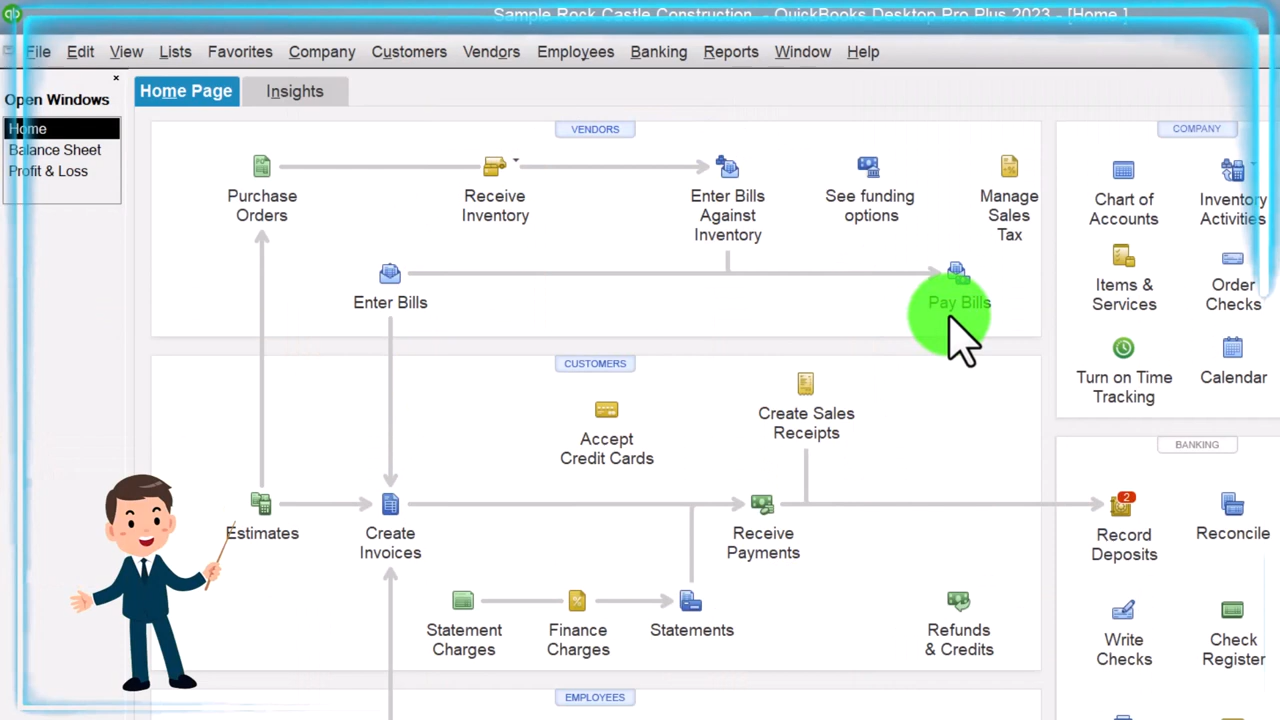 Sample Rock Castle Construction - QuickBooks Desktop Pro Plus 2023 - [Home ]
File Edit View Lists Favorites Company Customers Vendors Employees Banking Reports Window Help
Open Windows
Home
Balance Sheet
Profit & Loss
Home Page Insights
VENDORS
Purchase
Orders
Receive
Inventory
Enter Bills
Against
Inventory
See funding
options
Manage
Sales
Tax
Enter Bills
Pay Bills
CUSTOMERS
Create Sales
Receipts
Accept
Credit Cards
Estimates
Create
Invoices
Receive
Payments
Statement
Charges
Finance
Charges
Statements
Refunds
& Credits
EMPLOYEES
COMPANY
Chart of
Accounts
Inventory
Activities
Items &
Services
Order
Checks
Turn on Time
Tracking
Calendar
BANKING
2
Record
Deposits
Reconcile
Write
Checks
Check
Register